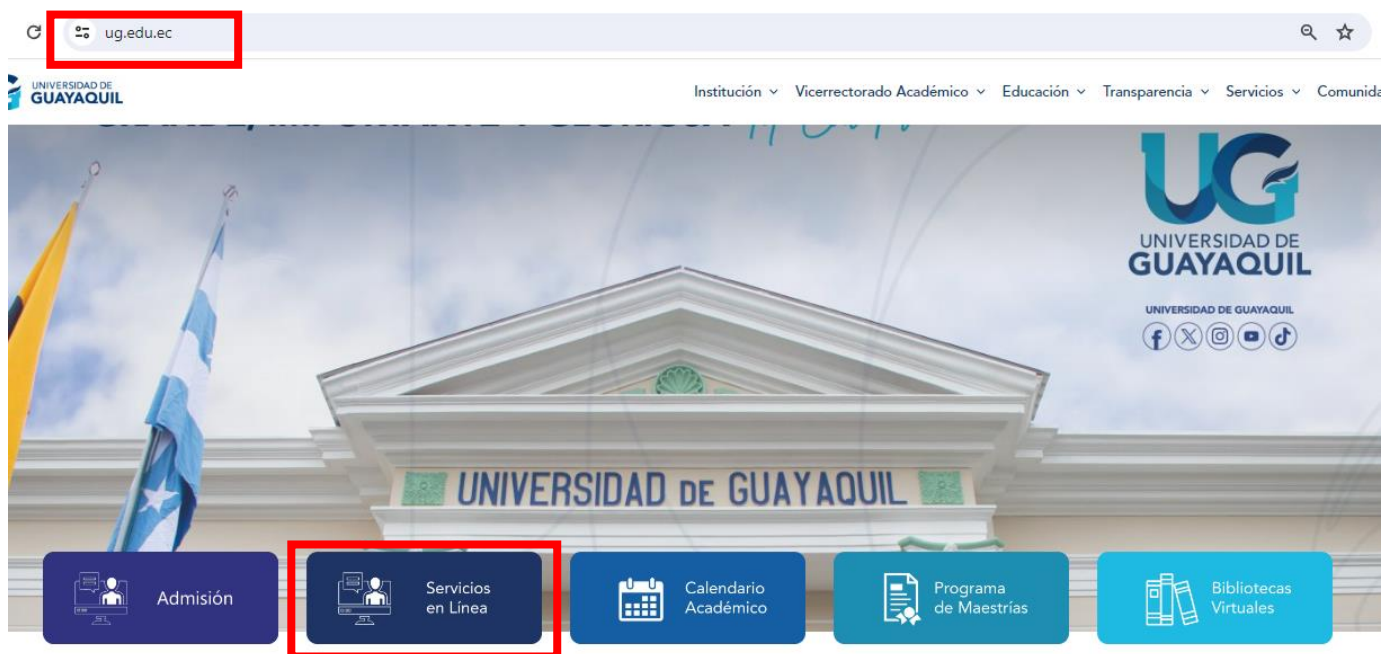 ug.edu.ec
UNIVERSIDAD DE
GUAYAQUIL
Institución
Vicerrectorado Académico
Educación
Transparencia
Servicios
Comunida
UG
UNIVERSIDAD DE
GUAYAQUIL
UNIVERSIDAD DE GUAYAQUIL
UNIVERSIDAD DE GUAYAQUIL
Admisión
Servicios
en Línea
Calendario
Académico
Programa
de Maestrías
Bibliotecas
Virtuales